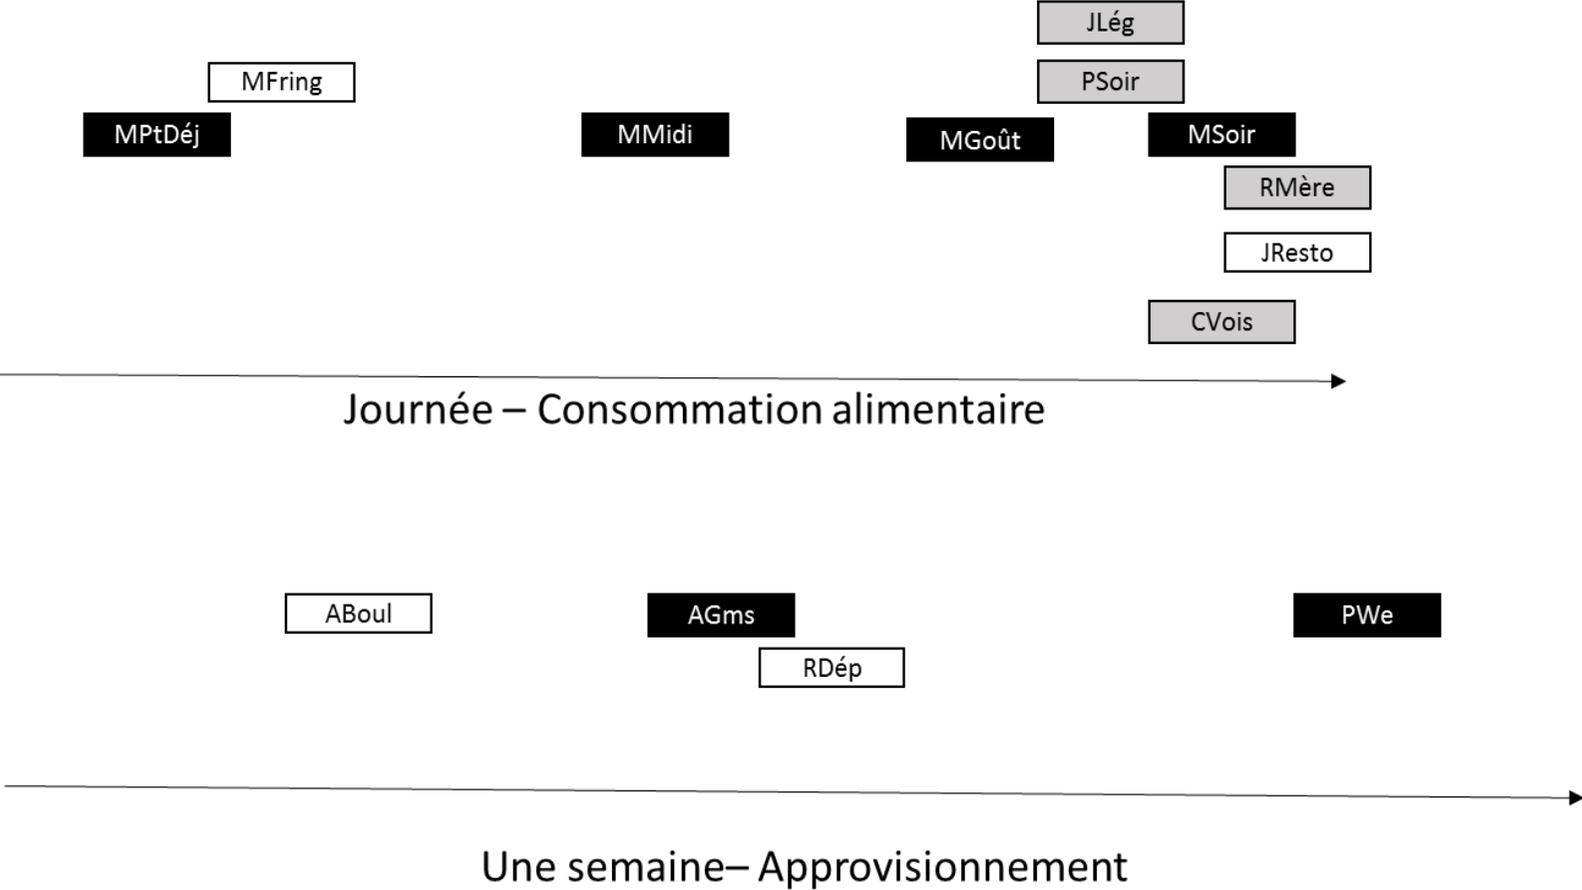 JLég
MFring
PSoir
MPtDéj
MMidi
MGoût
MSoir
RMère
JResto
CVois
Journée – Consommation alimentaire
ABoul
AGms
PWe
RDép
Une semaine– Approvisionnement